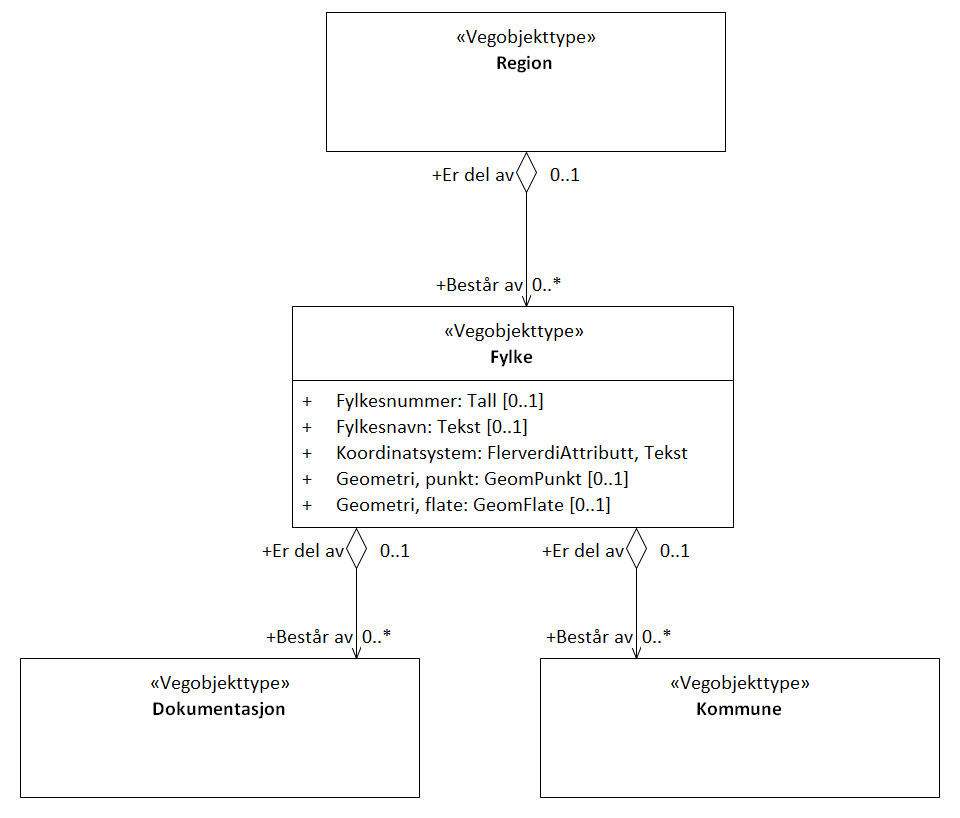 «Vegobjekttype»
Region
+Er del av 0..1
+Består av 0..*
«Vegobjekttype»
Fylke
+ Fylkesnummer: Tall [0..1]
+ Fylkesnavn: Tekst [0..1]
+ Koordinatsystem: FlerverdiAttributt, Tekst
+ Geometri, punkt: GeomPunkt [0..1]
+ Geometri, flate: GeomFlate [0..1]
+Er del av 0..1
+Er del av 0..1
+Består av 0..*
+Består av 0..*
«Vegobjekttype»
Dokumentasjon
«Vegobjekttype»
Kommune